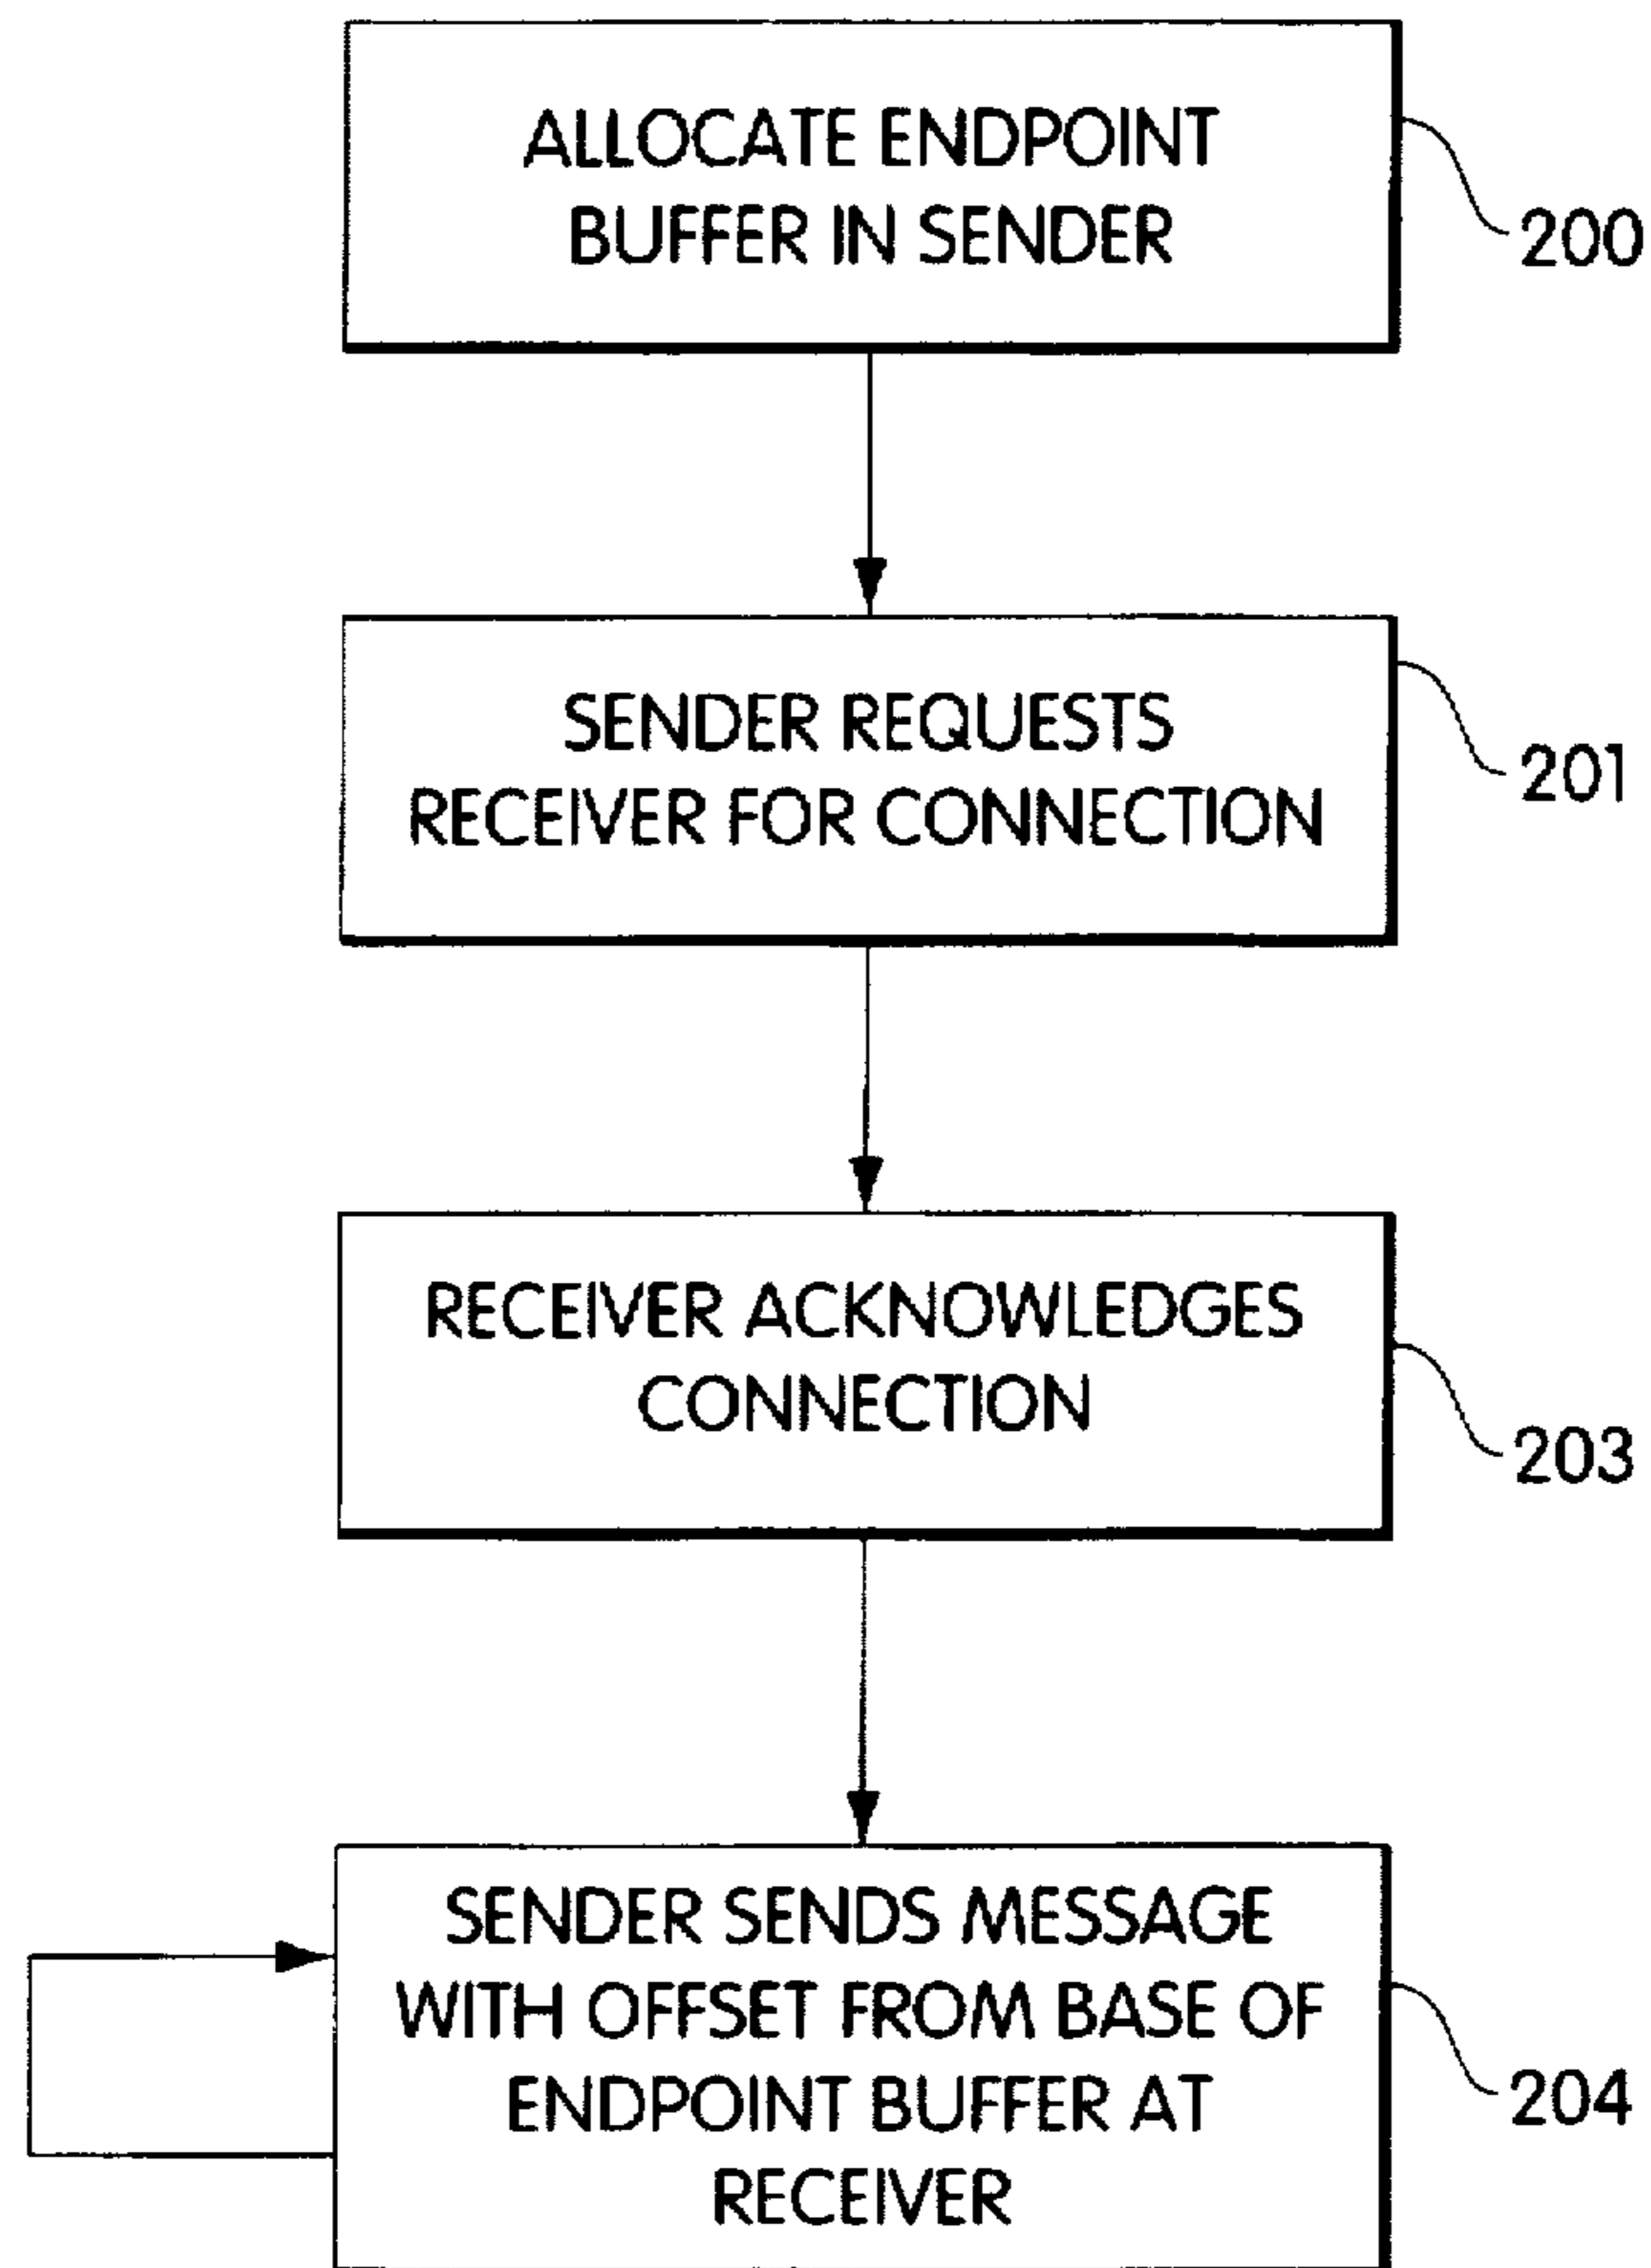 ALLOCATE ENDPOINT
BUFFER IN SENDER
200
SENDER REQUESTS
RECEIVER FOR CONNECTION
201
RECEIVER ACKNOWLEDGES
CONNECTION
203
SENDER SENDS MESSAGE
WITH OFFSET FROM BASE OF
ENDPOINT BUFFER AT
RECEIVER
204